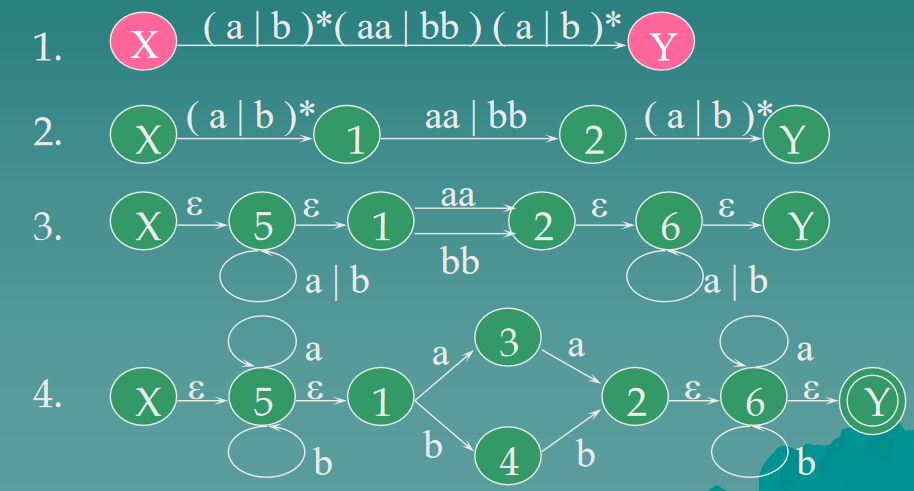 1. X ( a | b )*( aa | bb ) ( a | b )* Y
2. X ( a | b )* 1 aa | bb 2 ( a | b )* Y
3. X ε 5 ε 1 aa 2 ε 6 ε Y
bb
a | b a | b
a 3 a a
a
4. X ε 5 ε 1 2 ε 6 ε Y
b 4 b
b b